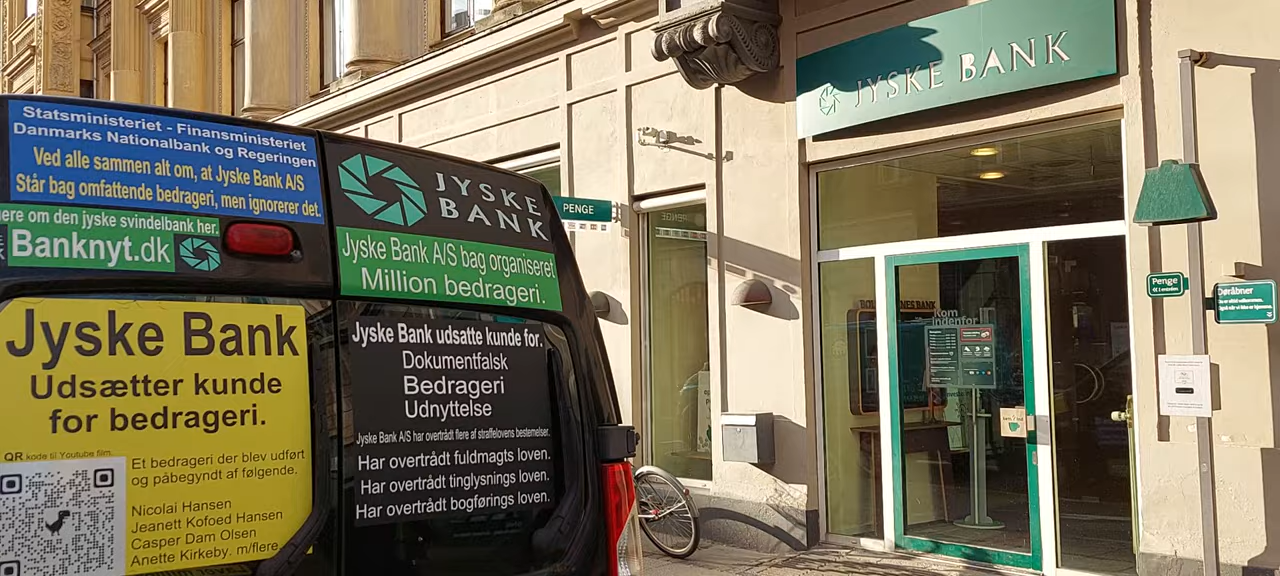 Statsministeriet - Finansministeriet
Danmarks Nationalbank og Regeringen
Ved alle sammen alt om, at Jyske Bank A/S
Står bag omfattende bedrageri, men ignorerer det.
ere om den jyske svindelbank her.
Banknyt.dk
JYSKE
BANK
Jyske Bank A/S bag organiseret
Million bedrageri.
Jyske Bank
Udsætter kunde
for bedrageri.
QR kode til Youtube film.
Et bedrageri der blev udført
og påbegyndt af følgende.
Nicolai Hansen
Jeanett Kofoed Hansen
Casper Dam Olsen
Anette Kirkeby. m/flere
Jyske Bank udsatte kunde for.
Dokumentfalsk
Bedrageri
Udnyttelse
Jyske Bank A/S har overtrådt flere af straffelovens bestemelser.
Har overtrådt fuldmagts loven.
Har overtrådt tinglysnings loven.
Har overtrådt bogførings loven.
PENGE
JYSKE BANK
Kom
indenfor
Penge
Døråbner